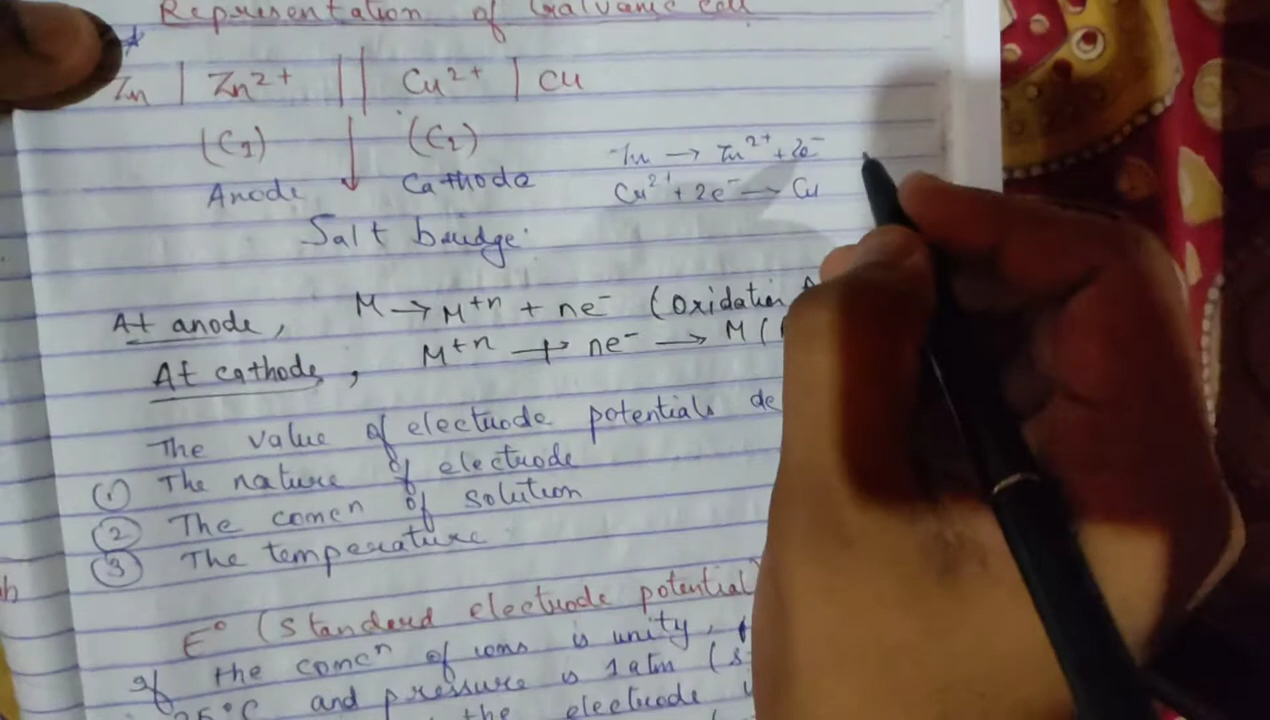 Representation of Galvanic cell
Zn | Zn²⁺ || Cu²⁺ | Cu
(C₁) (C₂)
Anode Cathode
Zn → Zn²⁺ + 2e⁻
Cu²⁺ + 2e⁻ → Cu
Salt bridge
At anode, M → M⁺ⁿ + ne⁻ (Oxidation
At cathode, M⁺ⁿ + ne⁻ → M (
The value of electrode potentials de
(1) The nature of electrode
(2) The concn of solution
(3) The temperature
E° (Standard electrode potential)
If the concⁿ of ions is unity,
25°C and pressure is 1 atm (s
the electrode